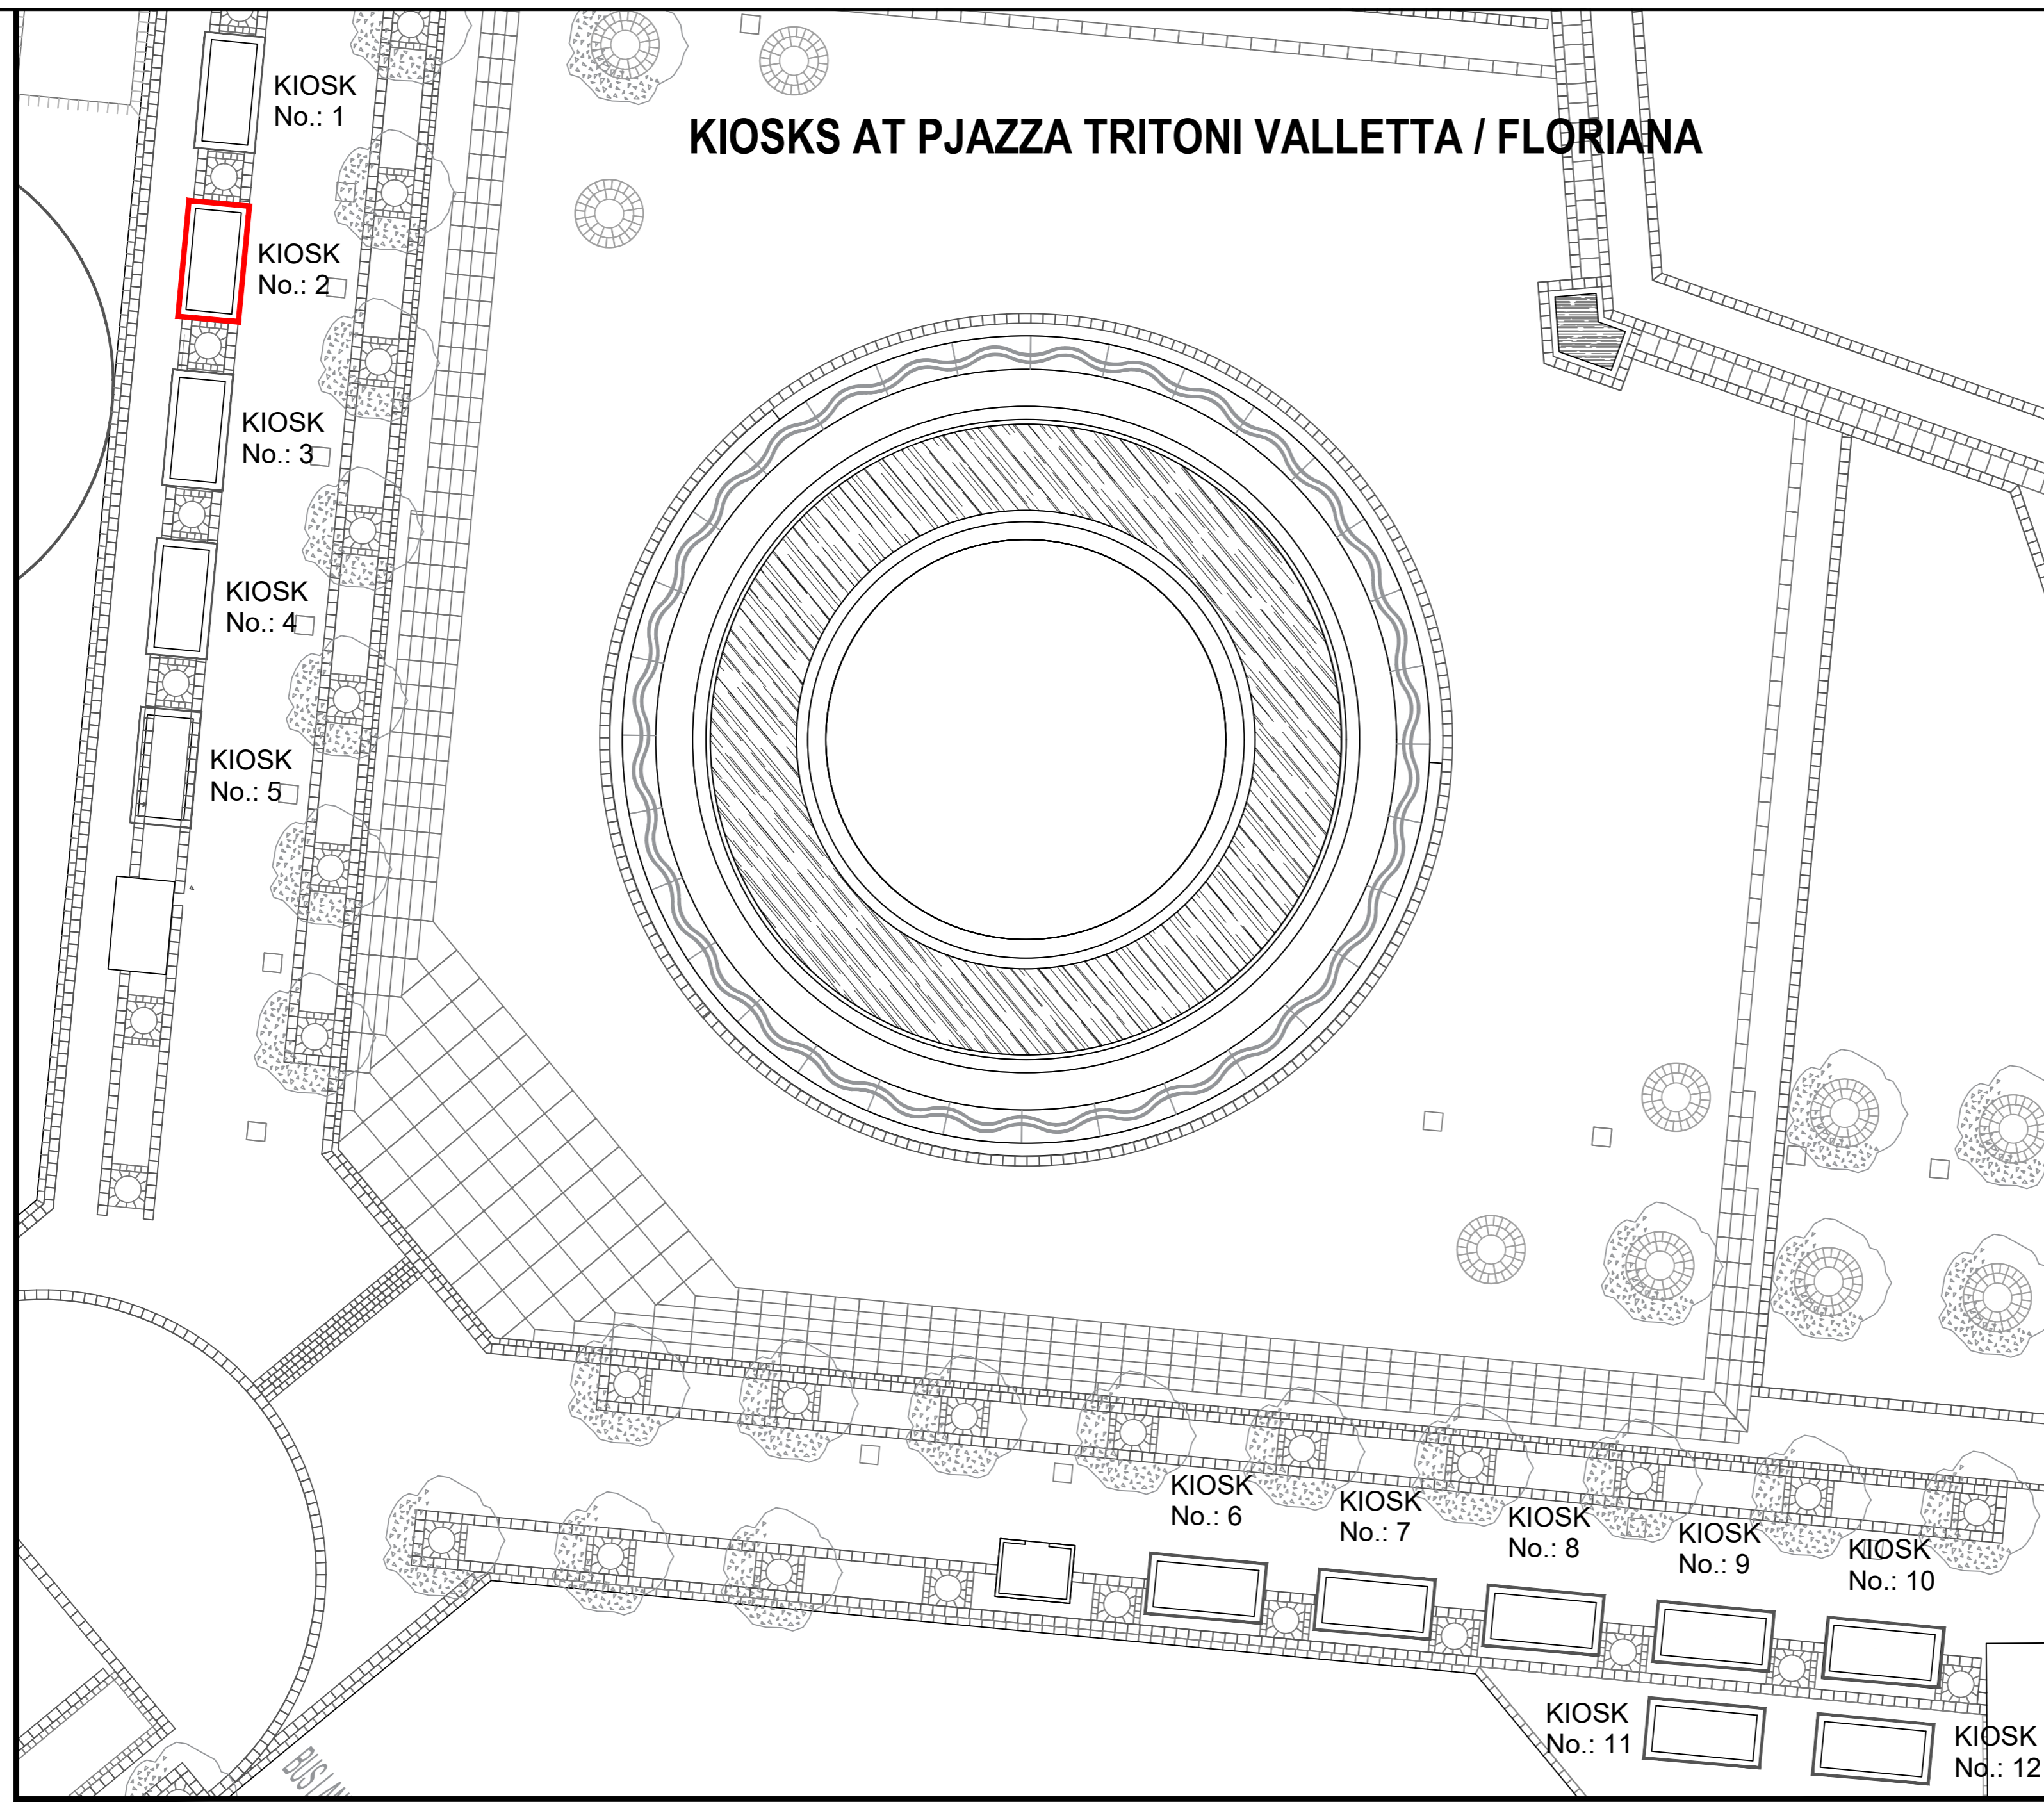 KIOSKS AT PJAZZA TRITONI VALLETTA / FLORIANA
KIOSK
No.: 1
KIOSK
No.: 2
KIOSK
No.: 3
KIOSK
No.: 4
KIOSK
No.: 5
KIOSK
No.: 6
KIOSK
No.: 7
KIOSK
No.: 8
KIOSK
No.: 9
KIOSK
No.: 10
KIOSK
No.: 11
KIOSK
No.: 12
BUS